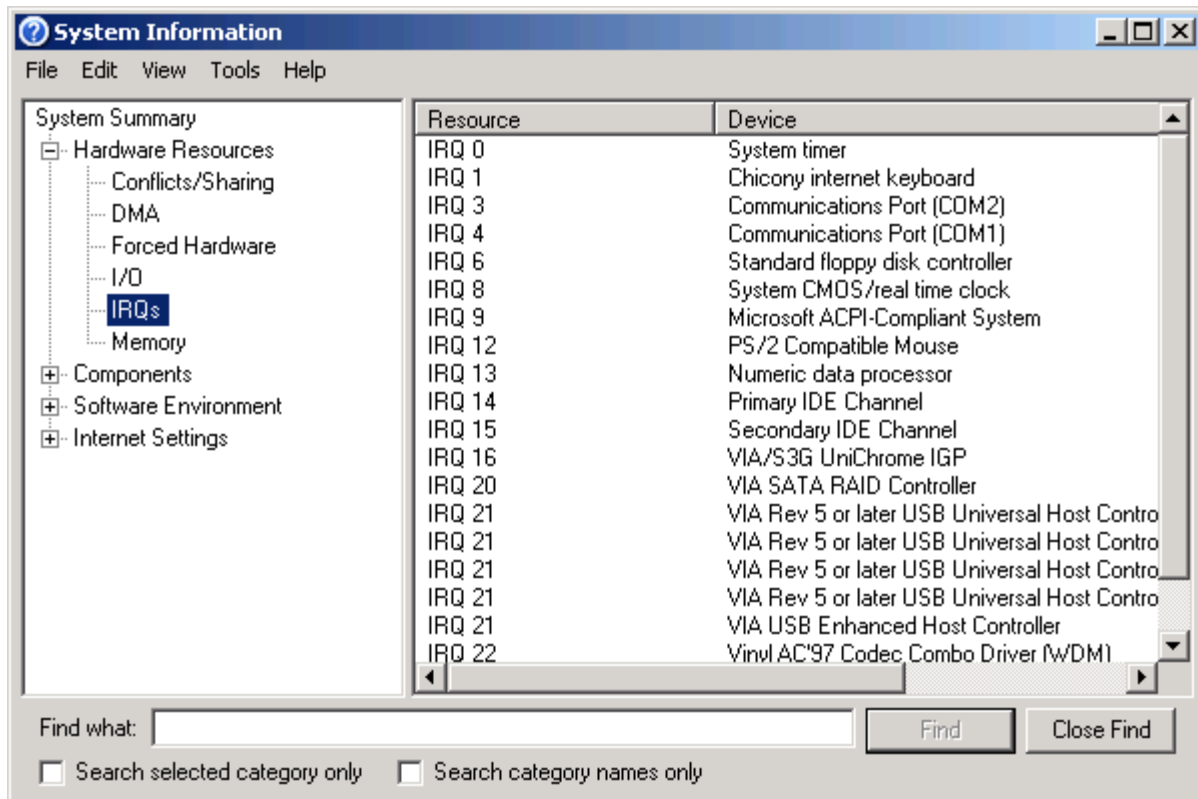 System Information
File Edit View Tools Help
System Summary
Hardware Resources
Conflicts/Sharing
DMA
Forced Hardware
I/O
IRQs
Memory
Components
Software Environment
Internet Settings
Resource Device
IRQ 0 System timer
IRQ 1 Chicony internet keyboard
IRQ 3 Communications Port (COM2)
IRQ 4 Communications Port (COM1)
IRQ 6 Standard floppy disk controller
IRQ 8 System CMOS/real time clock
IRQ 9 Microsoft ACPI-Compliant System
IRQ 12 PS/2 Compatible Mouse
IRQ 13 Numeric data processor
IRQ 14 Primary IDE Channel
IRQ 15 Secondary IDE Channel
IRQ 16 VIA/S3G UniChrome IGP
IRQ 20 VIA SATA RAID Controller
IRQ 21 VIA Rev 5 or later USB Universal Host Contro
IRQ 21 VIA Rev 5 or later USB Universal Host Contro
IRQ 21 VIA Rev 5 or later USB Universal Host Contro
IRQ 21 VIA Rev 5 or later USB Universal Host Contro
IRQ 21 VIA USB Enhanced Host Controller
IRQ 22 Vinyl AC'97 Codec Combo Driver (WDM)
Find what: Find Close Find
Search selected category only Search category names only